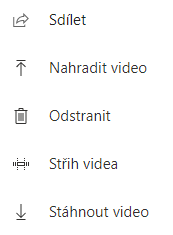 Sdílet
Nahradit video
Odstranit
Střih videa
Stáhnout video